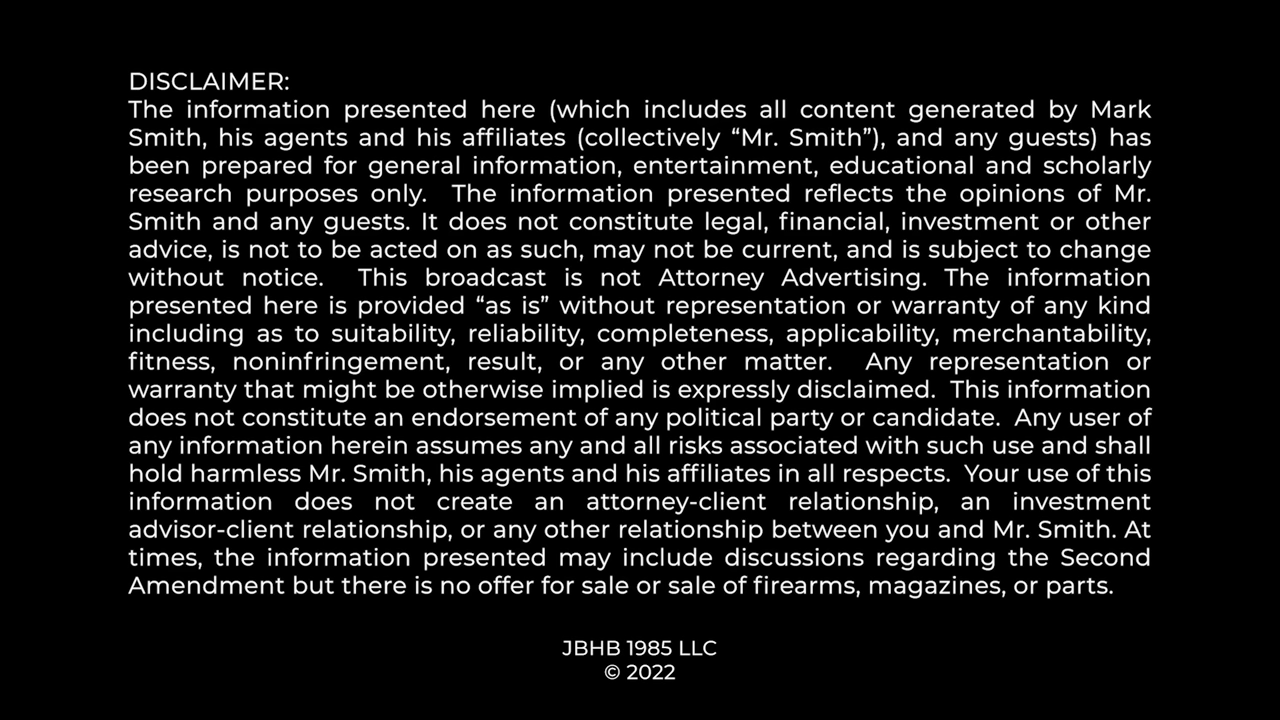 DISCLAIMER:
The information presented here (which includes all content generated by Mark
Smith, his agents and his affiliates (collectively “Mr. Smith”), and any guests) has
been prepared for general information, entertainment, educational and scholarly
research purposes only.  The information presented reflects the opinions of Mr.
Smith and any guests. It does not constitute legal, financial, investment or other
advice, is not to be acted on as such, may not be current, and is subject to change
without notice.  This broadcast is not Attorney Advertising. The information
presented here is provided “as is” without representation or warranty of any kind
including as to suitability, reliability, completeness, applicability, merchantability,
fitness, noninfringement, result, or any other matter.  Any representation or
warranty that might be otherwise implied is expressly disclaimed.  This information
does not constitute an endorsement of any political party or candidate.  Any user of
any information herein assumes any and all risks associated with such use and shall
hold harmless Mr. Smith, his agents and his affiliates in all respects.  Your use of this
information does not create an attorney-client relationship, an investment
advisor-client relationship, or any other relationship between you and Mr. Smith. At
times, the information presented may include discussions regarding the Second
Amendment but there is no offer for sale or sale of firearms, magazines, or parts.
JBHB 1985 LLC
© 2022